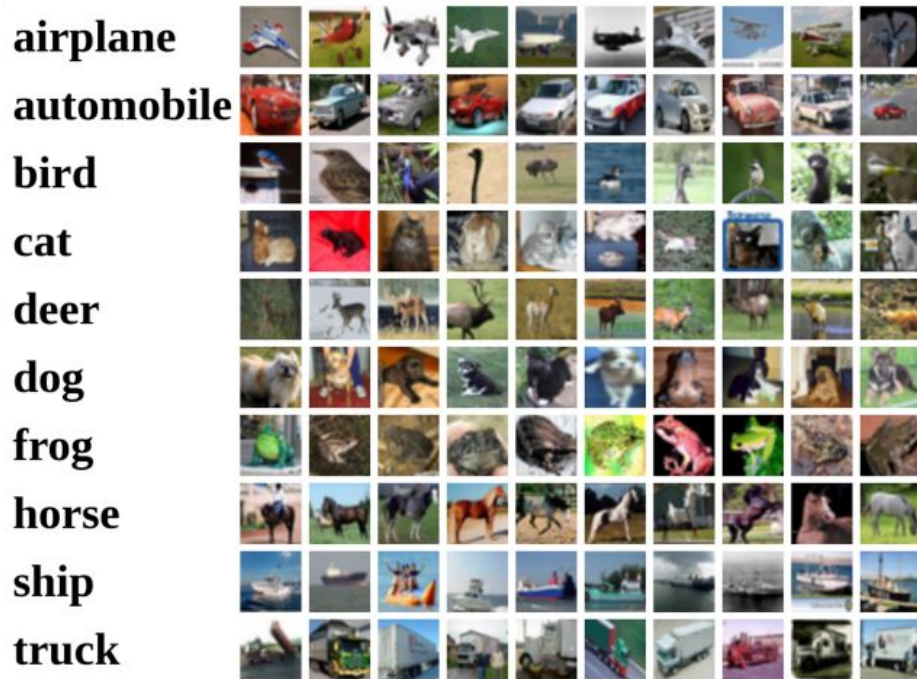 airplane
automobile
bird
cat
deer
dog
frog
horse
ship
truck